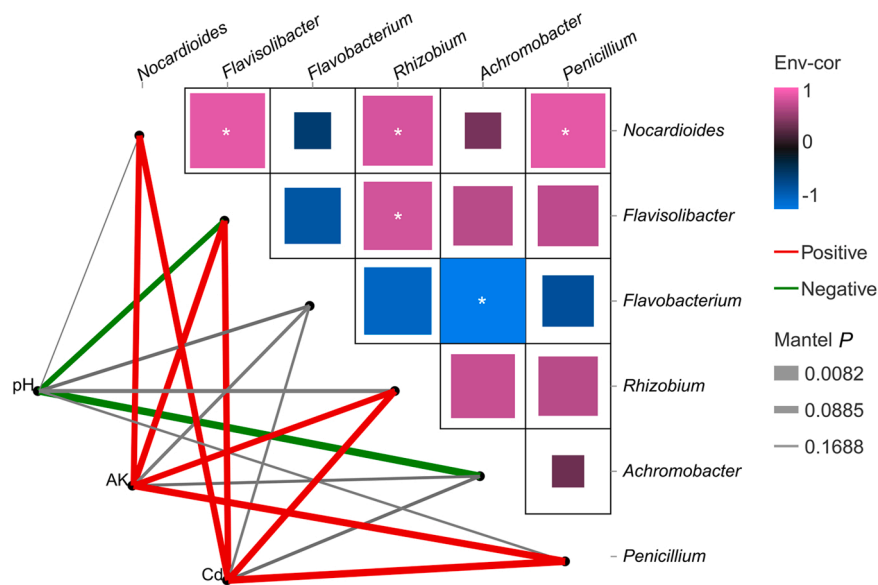 Nocardioides
Flavisolibacter
Flavobacterium
Rhizobium
Achromobacter
Penicillium
Env-cor
1
0
-1
Nocardioides
* * *
Flavisolibacter
*
Flavobacterium
*
Positive
Negative
Mantel P
0.0082
0.0885
0.1688
pH
Rhizobium
AK
Achromobacter
Cd
Penicillium